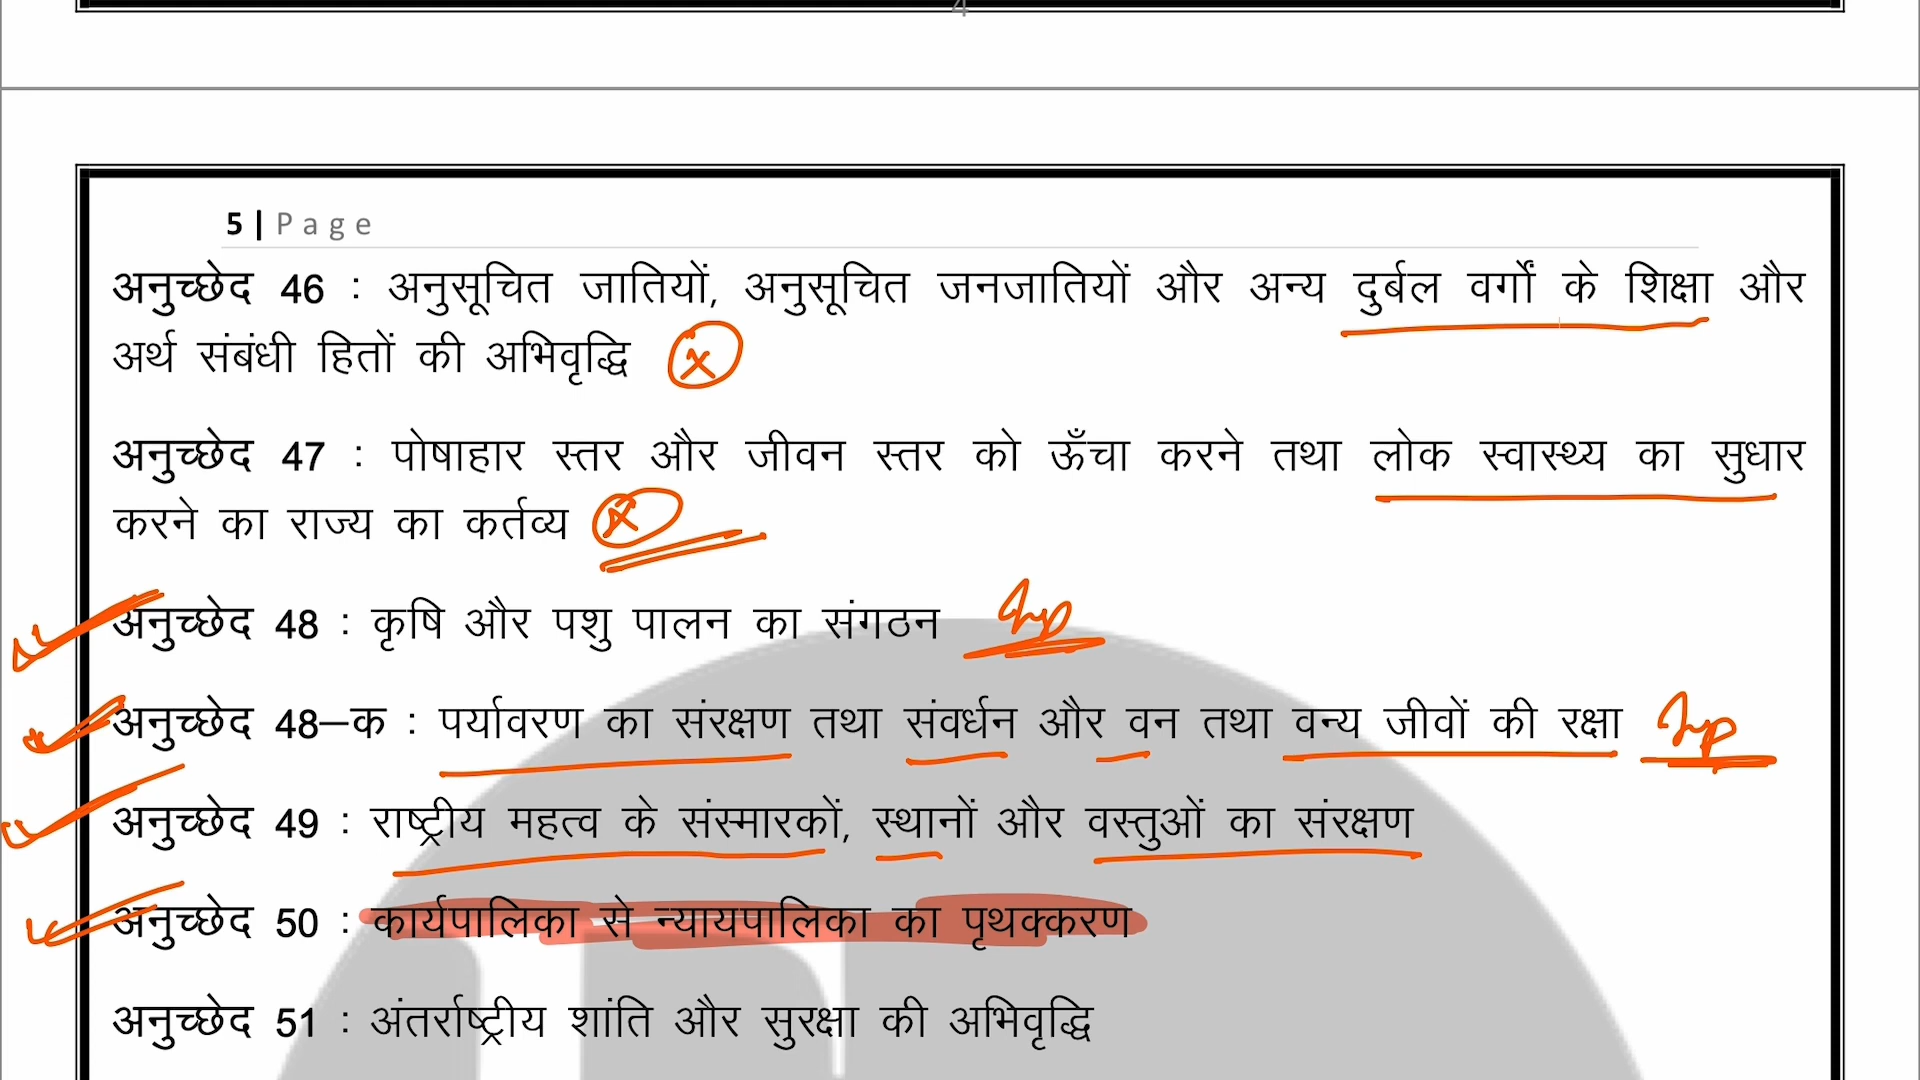 4
5 | Page
अनुच्छेद 46 : अनुसूचित जातियों, अनुसूचित जनजातियों और अन्य दुर्बल वर्गों के शिक्षा और
अर्थ संबंधी हितों की अभिवृद्धि
अनुच्छेद 47 : पोषाहार स्तर और जीवन स्तर को ऊँचा करने तथा लोक स्वास्थ्य का सुधार
करने का राज्य का कर्तव्य
अनुच्छेद 48 : कृषि और पशु पालन का संगठन Imp
अनुच्छेद 48–क : पर्यावरण का संरक्षण तथा संवर्धन और वन तथा वन्य जीवों की रक्षा Imp
अनुच्छेद 49 : राष्ट्रीय महत्व के संस्मारकों, स्थानों और वस्तुओं का संरक्षण
अनुच्छेद 50 : कार्यपालिका से न्यायपालिका का पृथक्करण
अनुच्छेद 51 : अंतर्राष्ट्रीय शांति और सुरक्षा की अभिवृद्धि